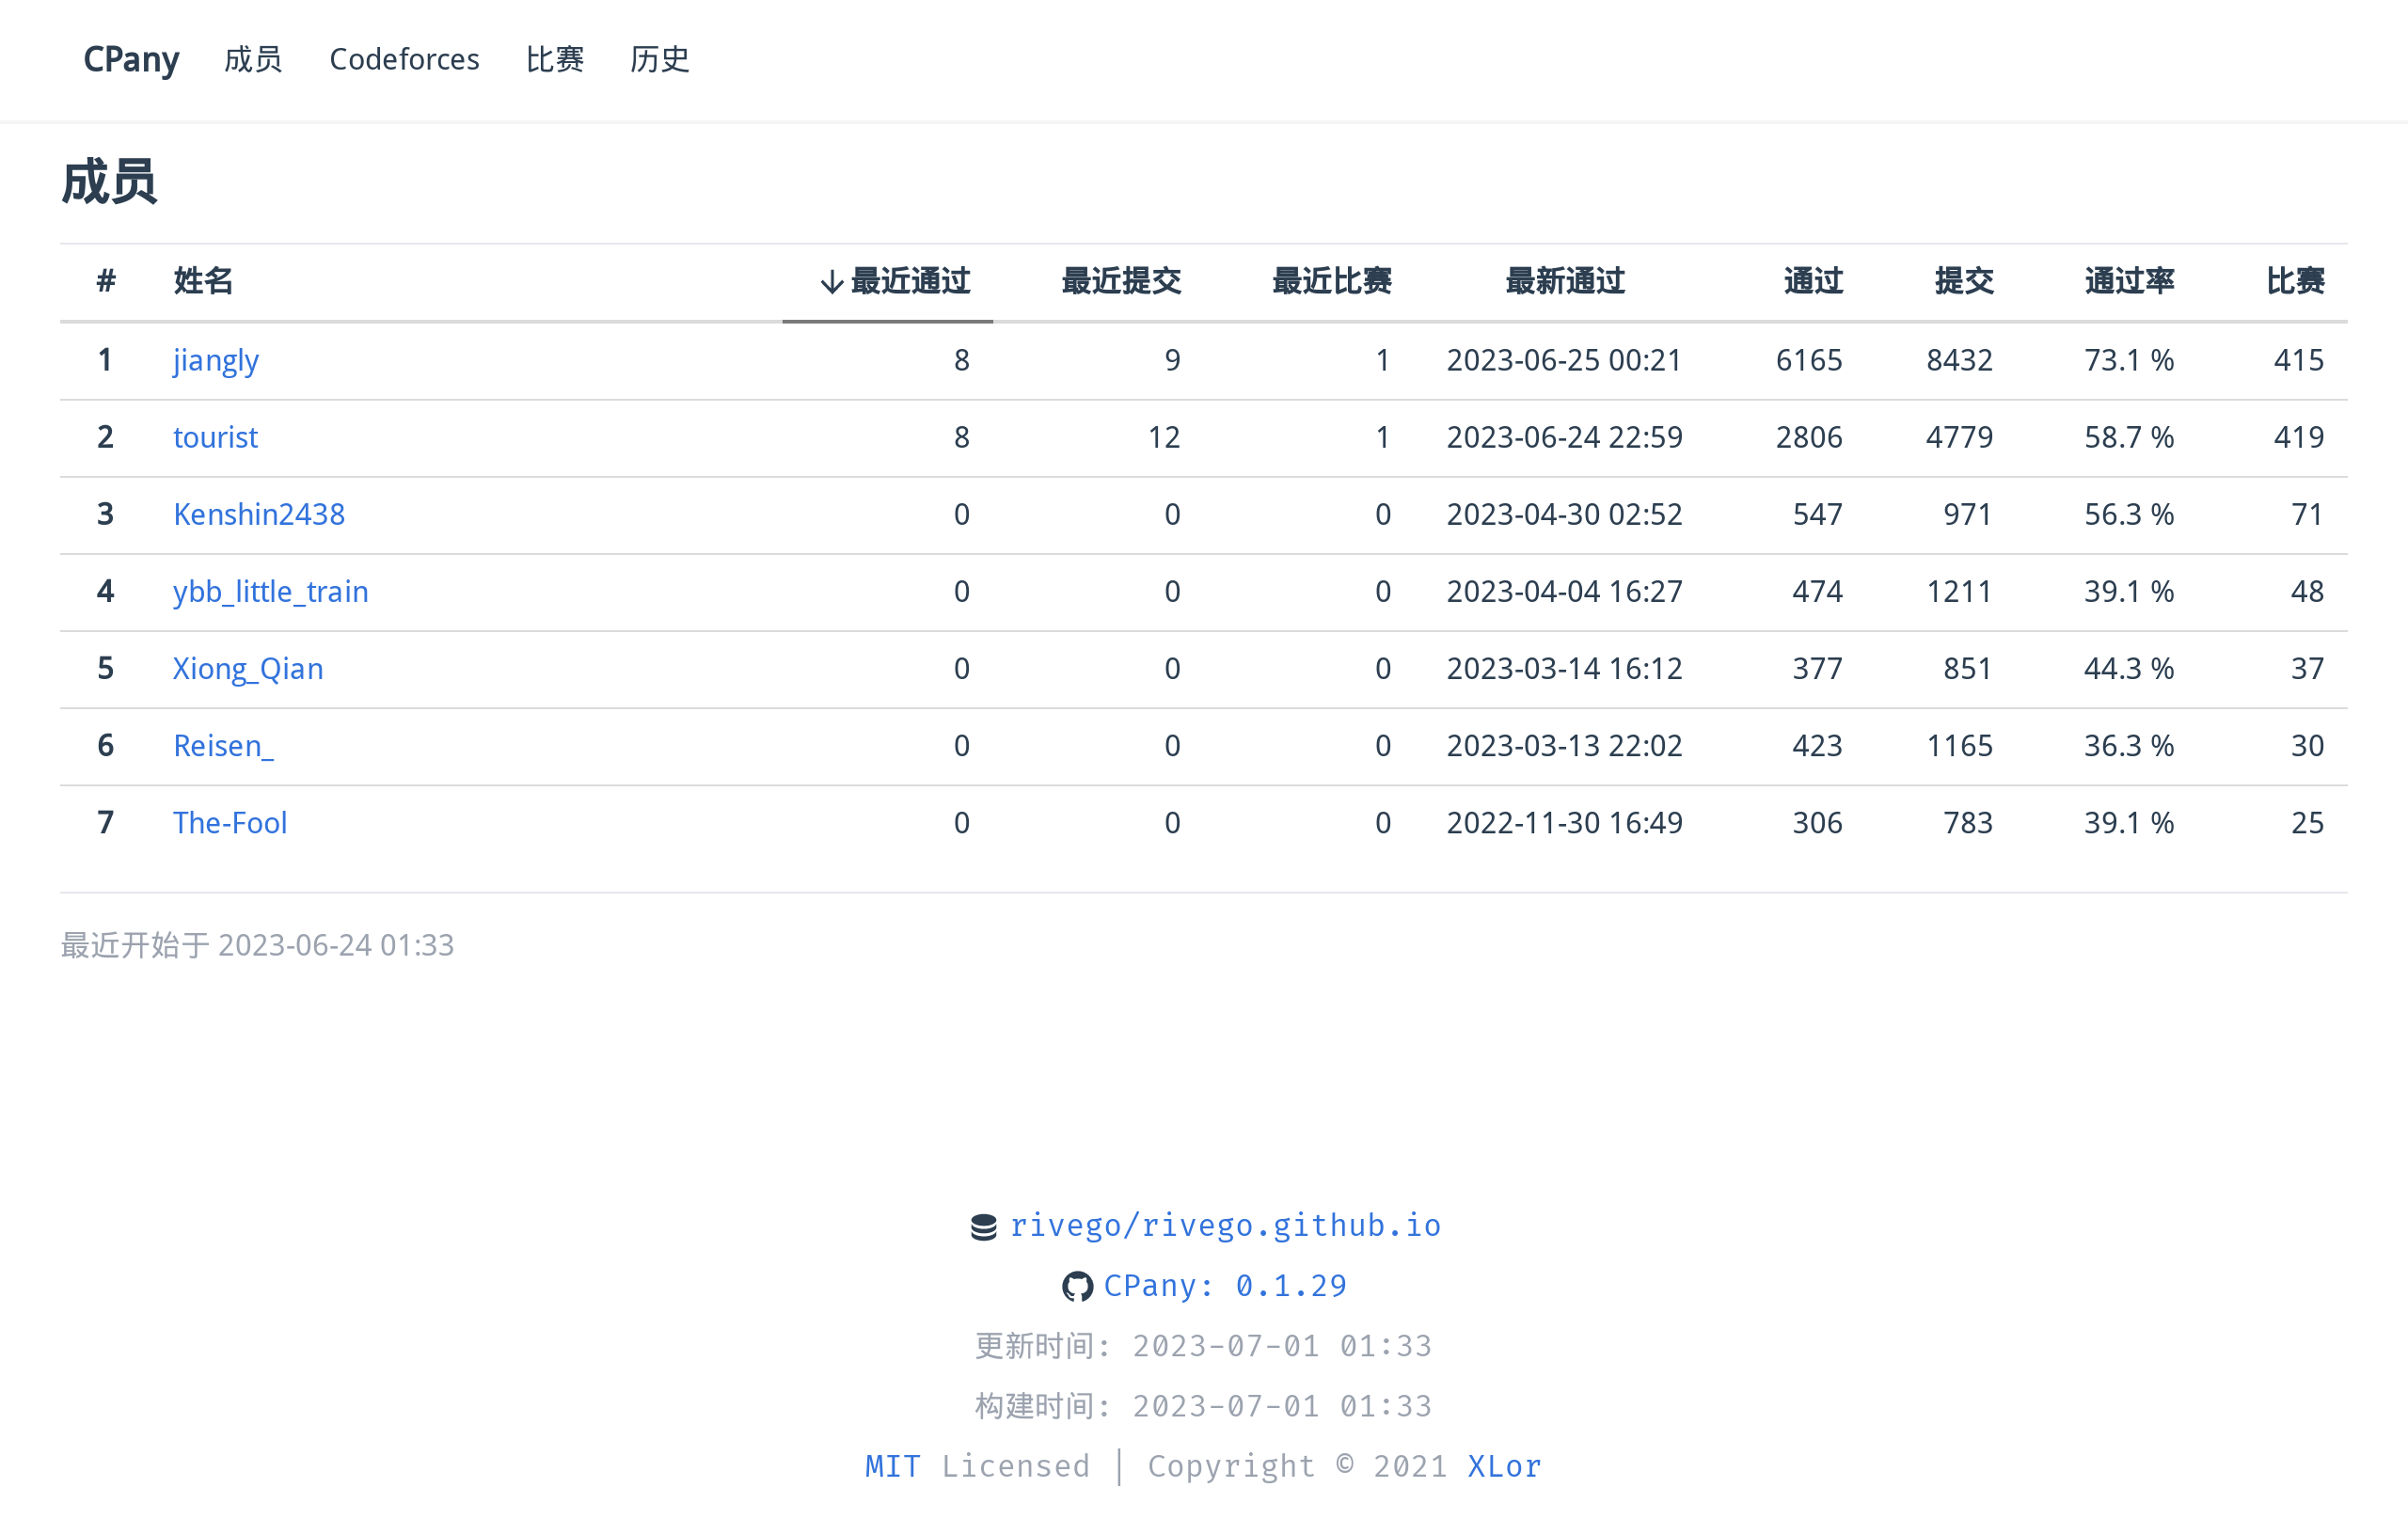 CPany 成员 Codeforces 比赛 历史
成员
# 姓名 ↓最近通过 最近提交 最近比赛 最新通过 通过 提交 通过率 比赛
1 jiangly 8 9 1 2023-06-25 00:21 6165 8432 73.1 % 415
2 tourist 8 12 1 2023-06-24 22:59 2806 4779 58.7 % 419
3 Kenshin2438 0 0 0 2023-04-30 02:52 547 971 56.3 % 71
4 ybb_little_train 0 0 0 2023-04-04 16:27 474 1211 39.1 % 48
5 Xiong_Qian 0 0 0 2023-03-14 16:12 377 851 44.3 % 37
6 Reisen_ 0 0 0 2023-03-13 22:02 423 1165 36.3 % 30
7 The-Fool 0 0 0 2022-11-30 16:49 306 783 39.1 % 25
最近开始于 2023-06-24 01:33
rivego/rivego.github.io
CPany: 0.1.29
更新时间: 2023-07-01 01:33
构建时间: 2023-07-01 01:33
MIT Licensed | Copyright © 2021 XLor